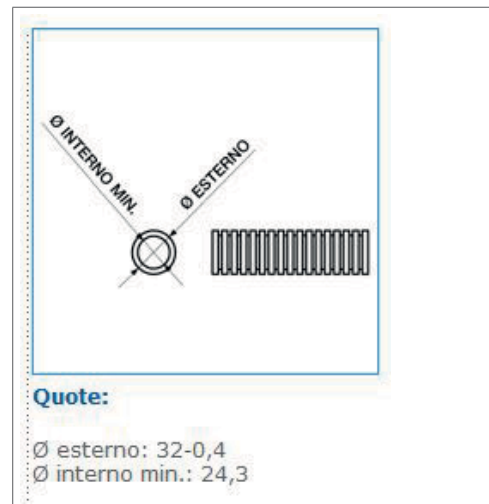 Ø INTERNO MIN.
Ø ESTERNO
Quote:
Ø esterno: 32-0,4
Ø interno min.: 24,3